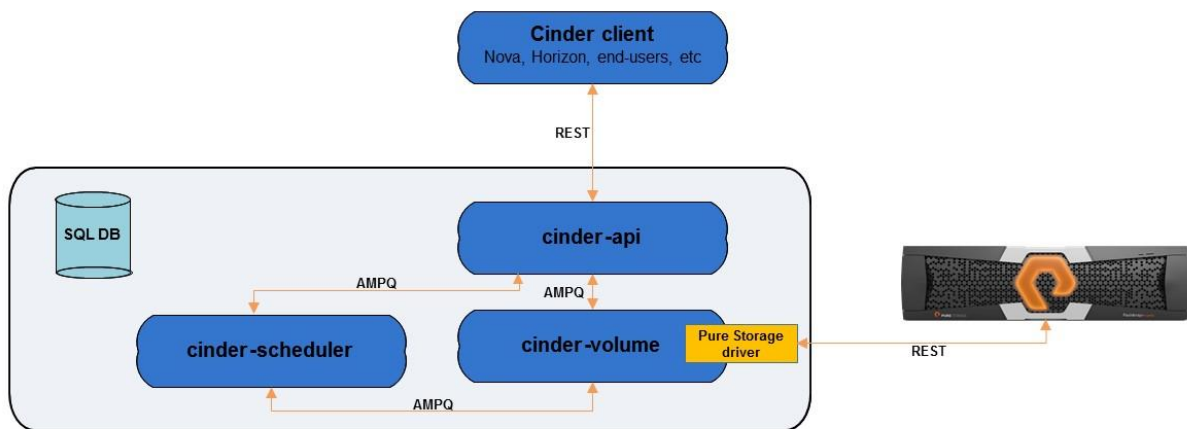 Cinder client
Nova, Horizon, end-users, etc
REST
SQL DB
cinder-api
AMPQ
AMPQ
cinder-scheduler
cinder-volume
Pure Storage
driver
REST
AMPQ